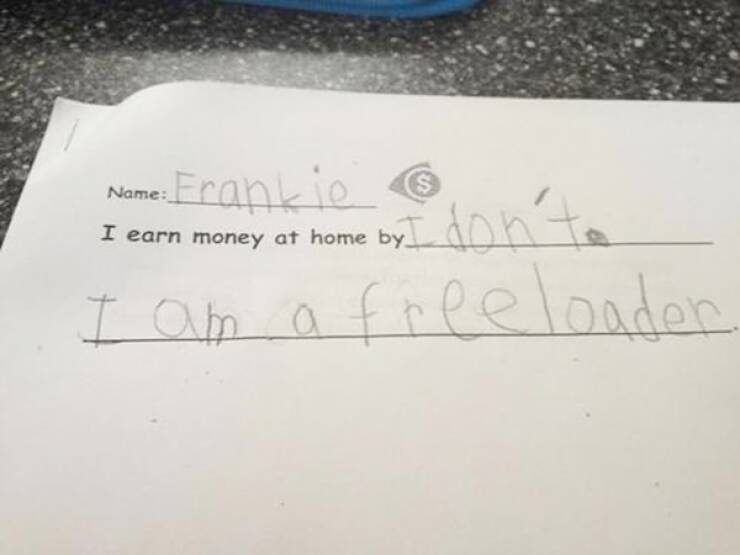 Name: Frankie $
I earn money at home by I don't.
I am a freeloader.